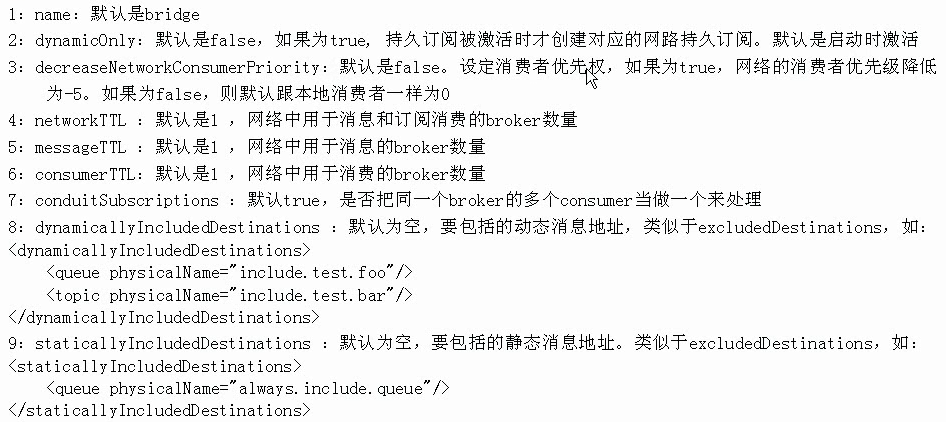 1：name：默认是bridge
2：dynamicOnly：默认是false，如果为true, 持久订阅被激活时才创建对应的网路持久订阅。默认是启动时激活
3：decreaseNetworkConsumerPriority：默认是false。设定消费者优先权，如果为true，网络的消费者优先级降低
为-5。如果为false，则默认跟本地消费者一样为0
4：networkTTL ：默认是1 ，网络中用于消息和订阅消费的broker数量
5：messageTTL ：默认是1 ，网络中用于消息的broker数量
6：consumerTTL：默认是1 ，网络中用于消费的broker数量
7：conduitSubscriptions ：默认true，是否把同一个broker的多个consumer当做一个来处理
8：dynamicallyIncludedDestinations ：默认为空，要包括的动态消息地址，类似于excludedDestinations，如：
<dynamicallyIncludedDestinations>
<queue physicalName="include.test.foo"/>
<topic physicalName="include.test.bar"/>
</dynamicallyIncludedDestinations>
9：staticallyIncludedDestinations ：默认为空，要包括的静态消息地址。类似于excludedDestinations，如：
<staticallyIncludedDestinations>
<queue physicalName="always.include.queue"/>
</staticallyIncludedDestinations>